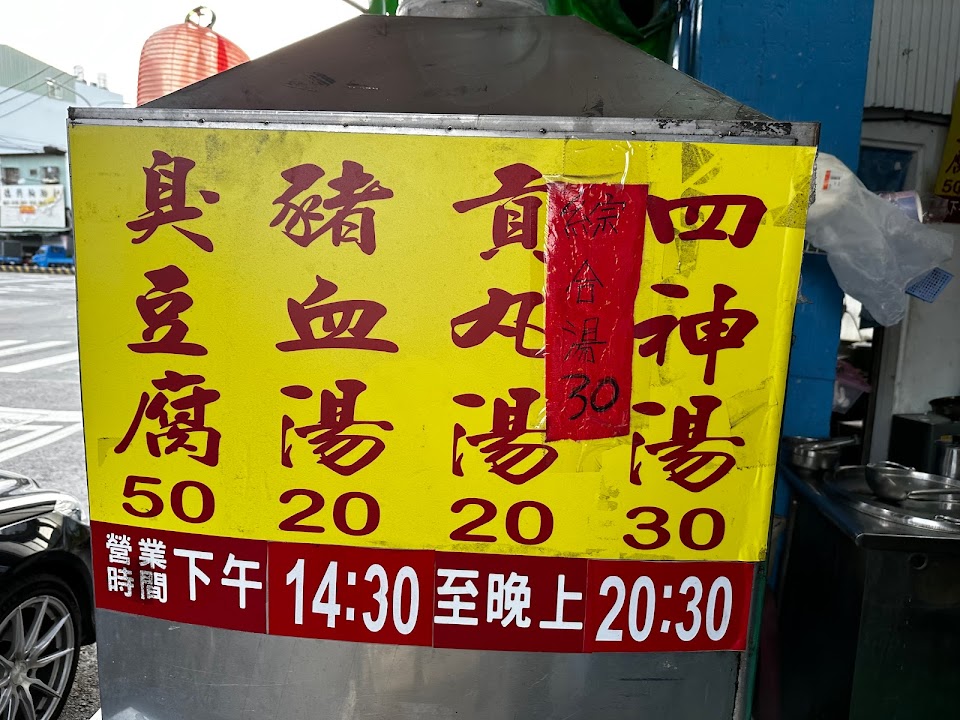 臭豆腐
50
豬血湯
20
貢丸湯
20
綜合湯
30
四神湯
30
營業時間
下午
14:30
至晚上
20:30